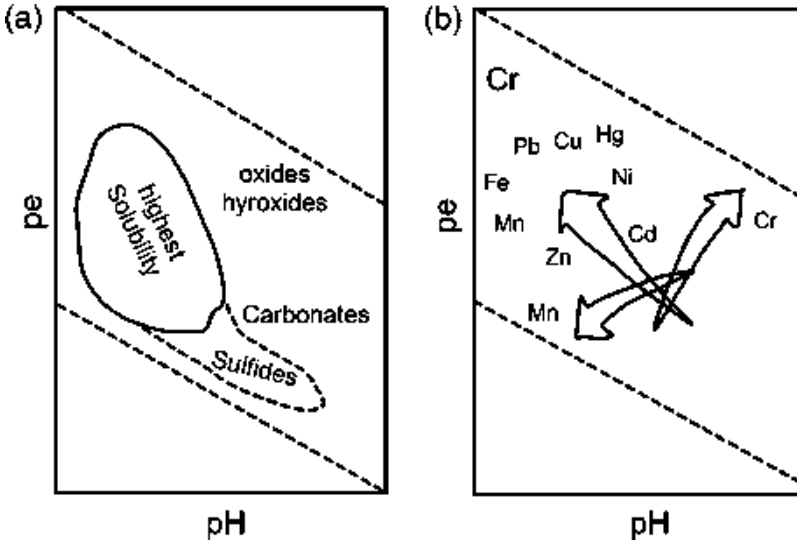 (a)
pe
highest
Solubility
oxides
hyroxides
Carbonates
Sulfides
pH
(b)
pe
Cr
Pb Cu Hg
Fe Ni
Mn Cd Cr
Zn
Mn
pH